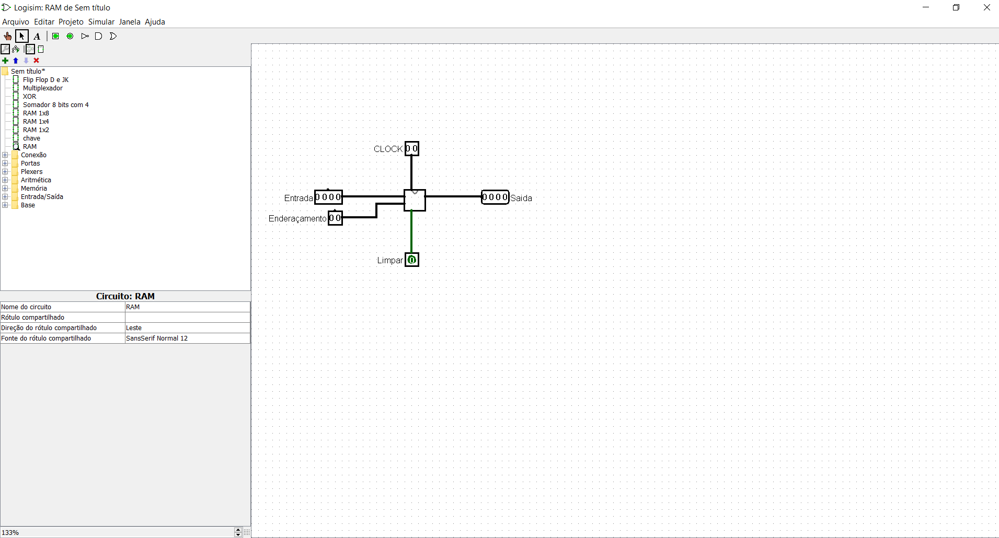 Logisim: RAM de Sem título
Arquivo Editar Projeto Simular Janela Ajuda
A
Sem título*
Flip Flop D e JK
Multiplexador
XOR
Somador 8 bits com 4
RAM 1x8
RAM 1x4
RAM 1x2
chave
RAM
Conexão
Portas
Plexers
Aritmética
Memória
Entrada/Saída
Base
CLOCK 0 0
Entrada 0 0 0 0
0 0 0 0 Saida
Enderaçamento 0 0
Limpar 0
Circuito: RAM
Nome do circuito RAM
Rótulo compartilhado
Direção do rótulo compartilhado Leste
Fonte do rótulo compartilhado SansSerif Normal 12
133%